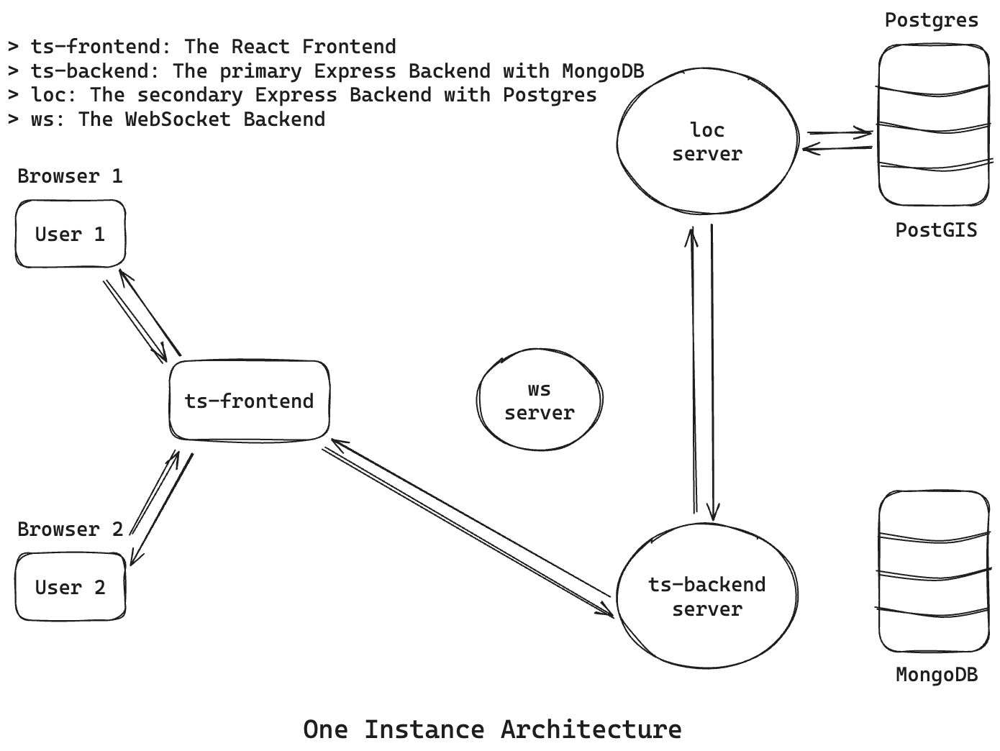 Postgres
> ts-frontend: The React Frontend
> ts-backend: The primary Express Backend with MongoDB
> loc: The secondary Express Backend with Postgres
> ws: The WebSocket Backend
loc
server
Browser 1
User 1
PostGIS
ts-frontend
ws
server
Browser 2
User 2
ts-backend
server
MongoDB
One Instance Architecture